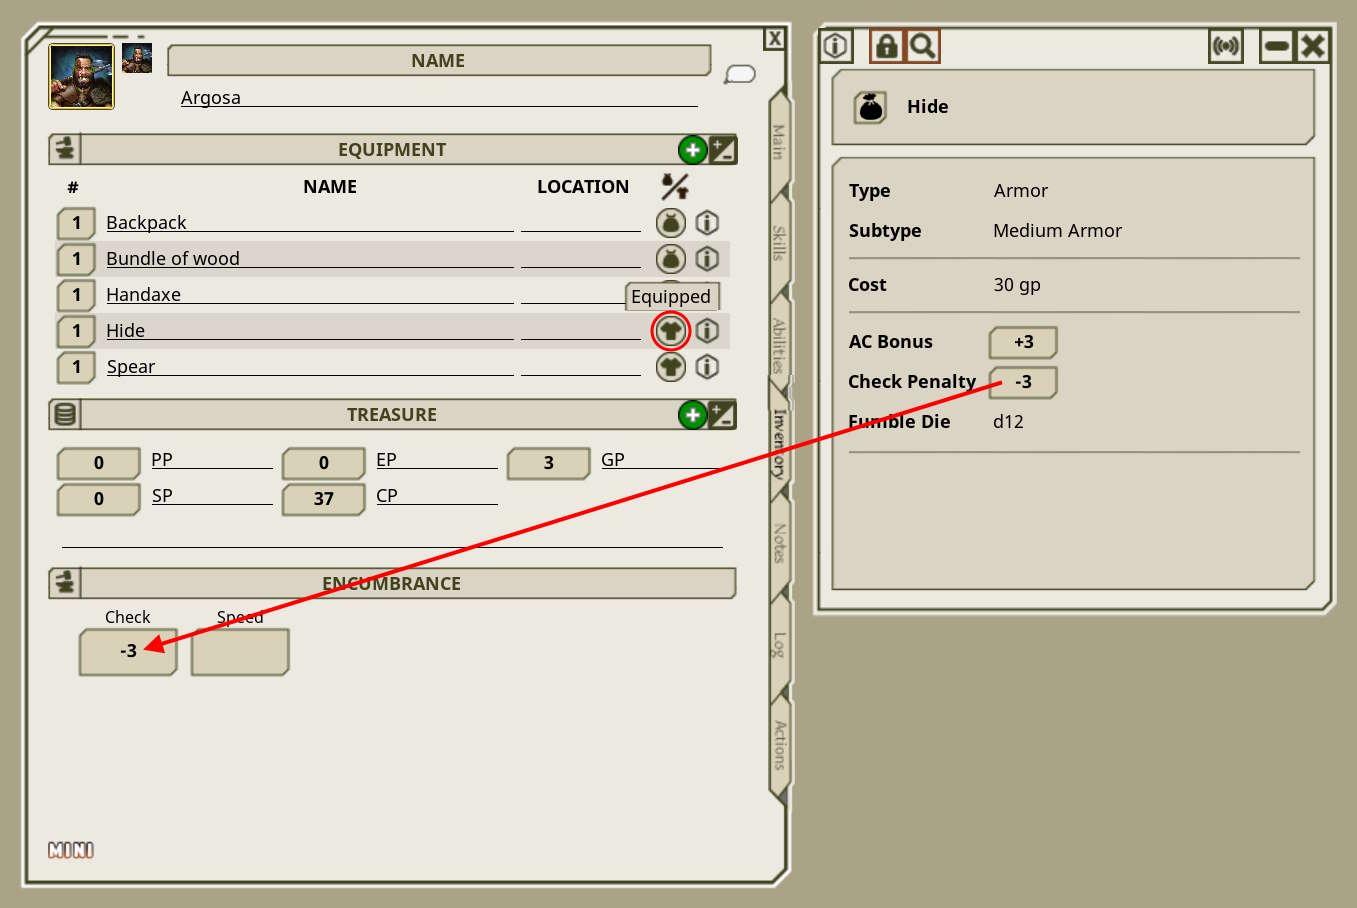 X
NAME
Argosa
EQUIPMENT
# NAME LOCATION
1 Backpack
1 Bundle of wood
1 Handaxe
Equipped
1 Hide
1 Spear
TREASURE
0 PP 0 EP 3 GP
0 SP 37 CP
ENCUMBRANCE
Check Speed
-3
MINI
Main
Skills
Abilities
Inventory
Notes
Log
Actions
Hide
Type Armor
Subtype Medium Armor
Cost 30 gp
AC Bonus +3
Check Penalty -3
Fumble Die d12